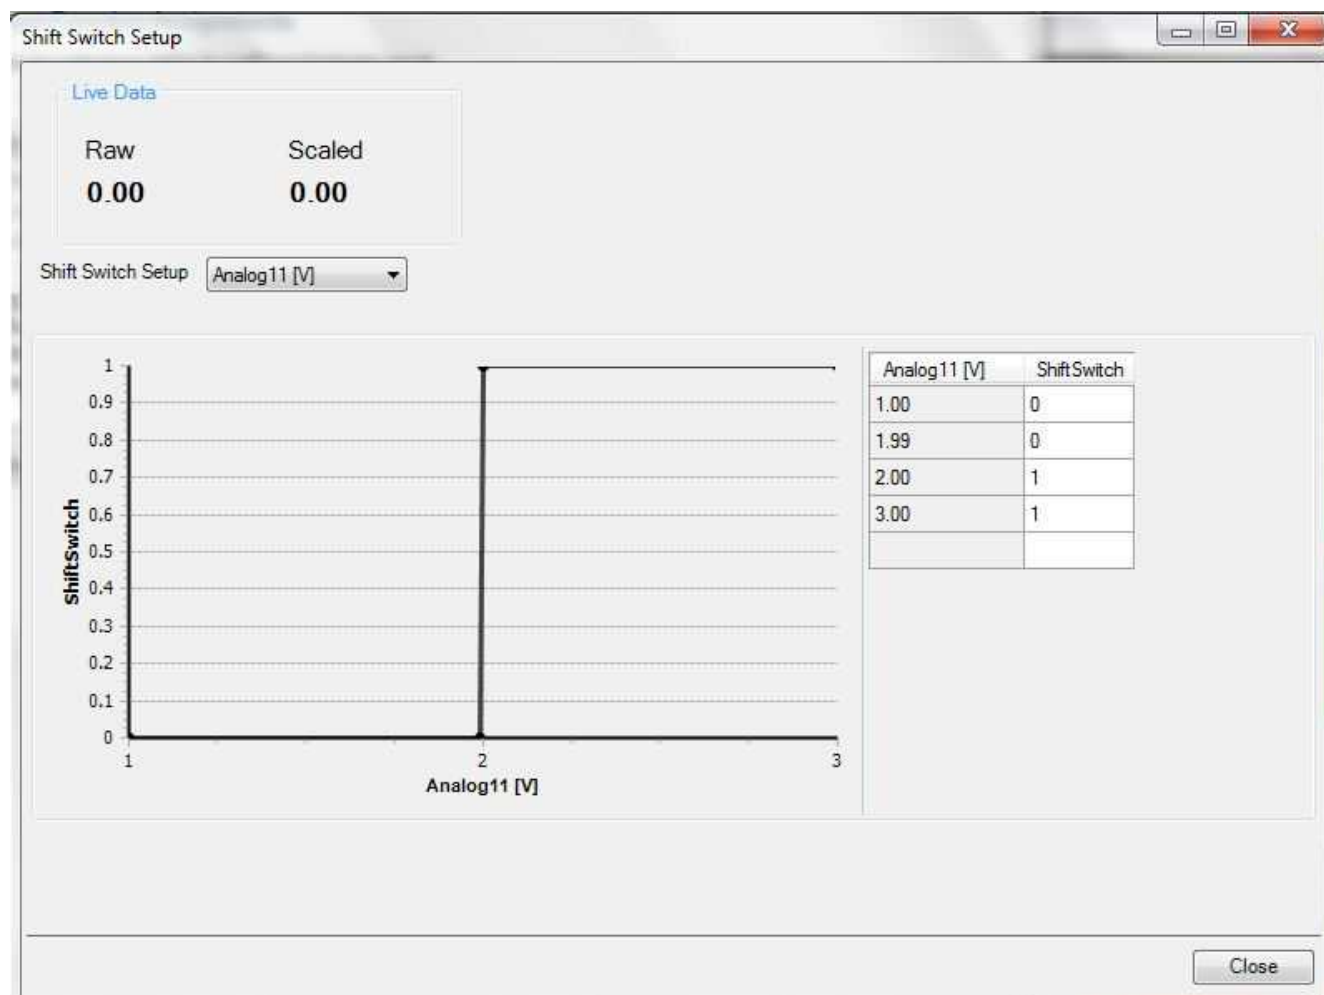 Shift Switch Setup
Live Data
Raw Scaled
0.00 0.00
Shift Switch Setup Analog11 [V]
ShiftSwitch
1
0.9
0.8
0.7
0.6
0.5
0.4
0.3
0.2
0.1
0
1 2 3
Analog11 [V]
Analog11 [V] ShiftSwitch
1.00 0
1.99 0
2.00 1
3.00 1
Close